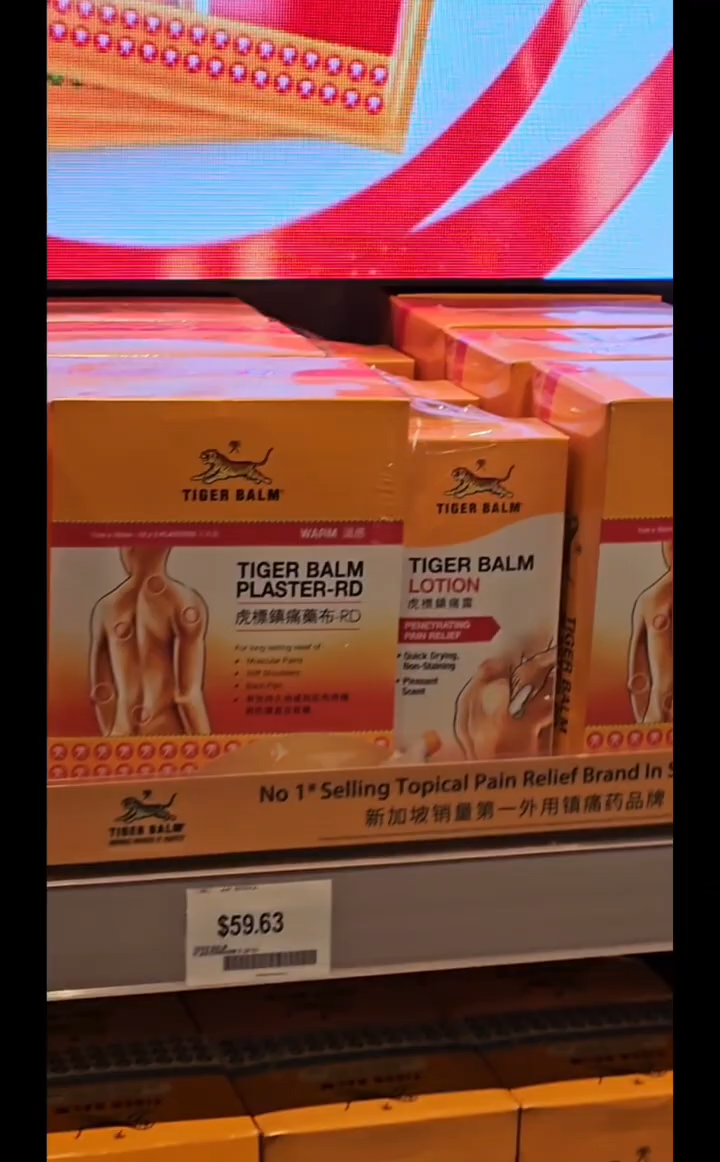 TIGER BALM
WARM 溫感
TIGER BALM
PLASTER-RD
虎標鎮痛藥布-RD
For long lasting relief of
Muscular Pains
Stiff Shoulders
Back Pain
TIGER BALM
TIGER BALM
LOTION
虎標鎮痛露
PENETRATING
PAIN RELIEF
Quick Drying,
Non-Staining
Pleasant
Scent
TIGER BALM
TIGER BALM
No 1* Selling Topical Pain Relief Brand In S
新加坡销量第一外用镇痛药品牌
$59.63